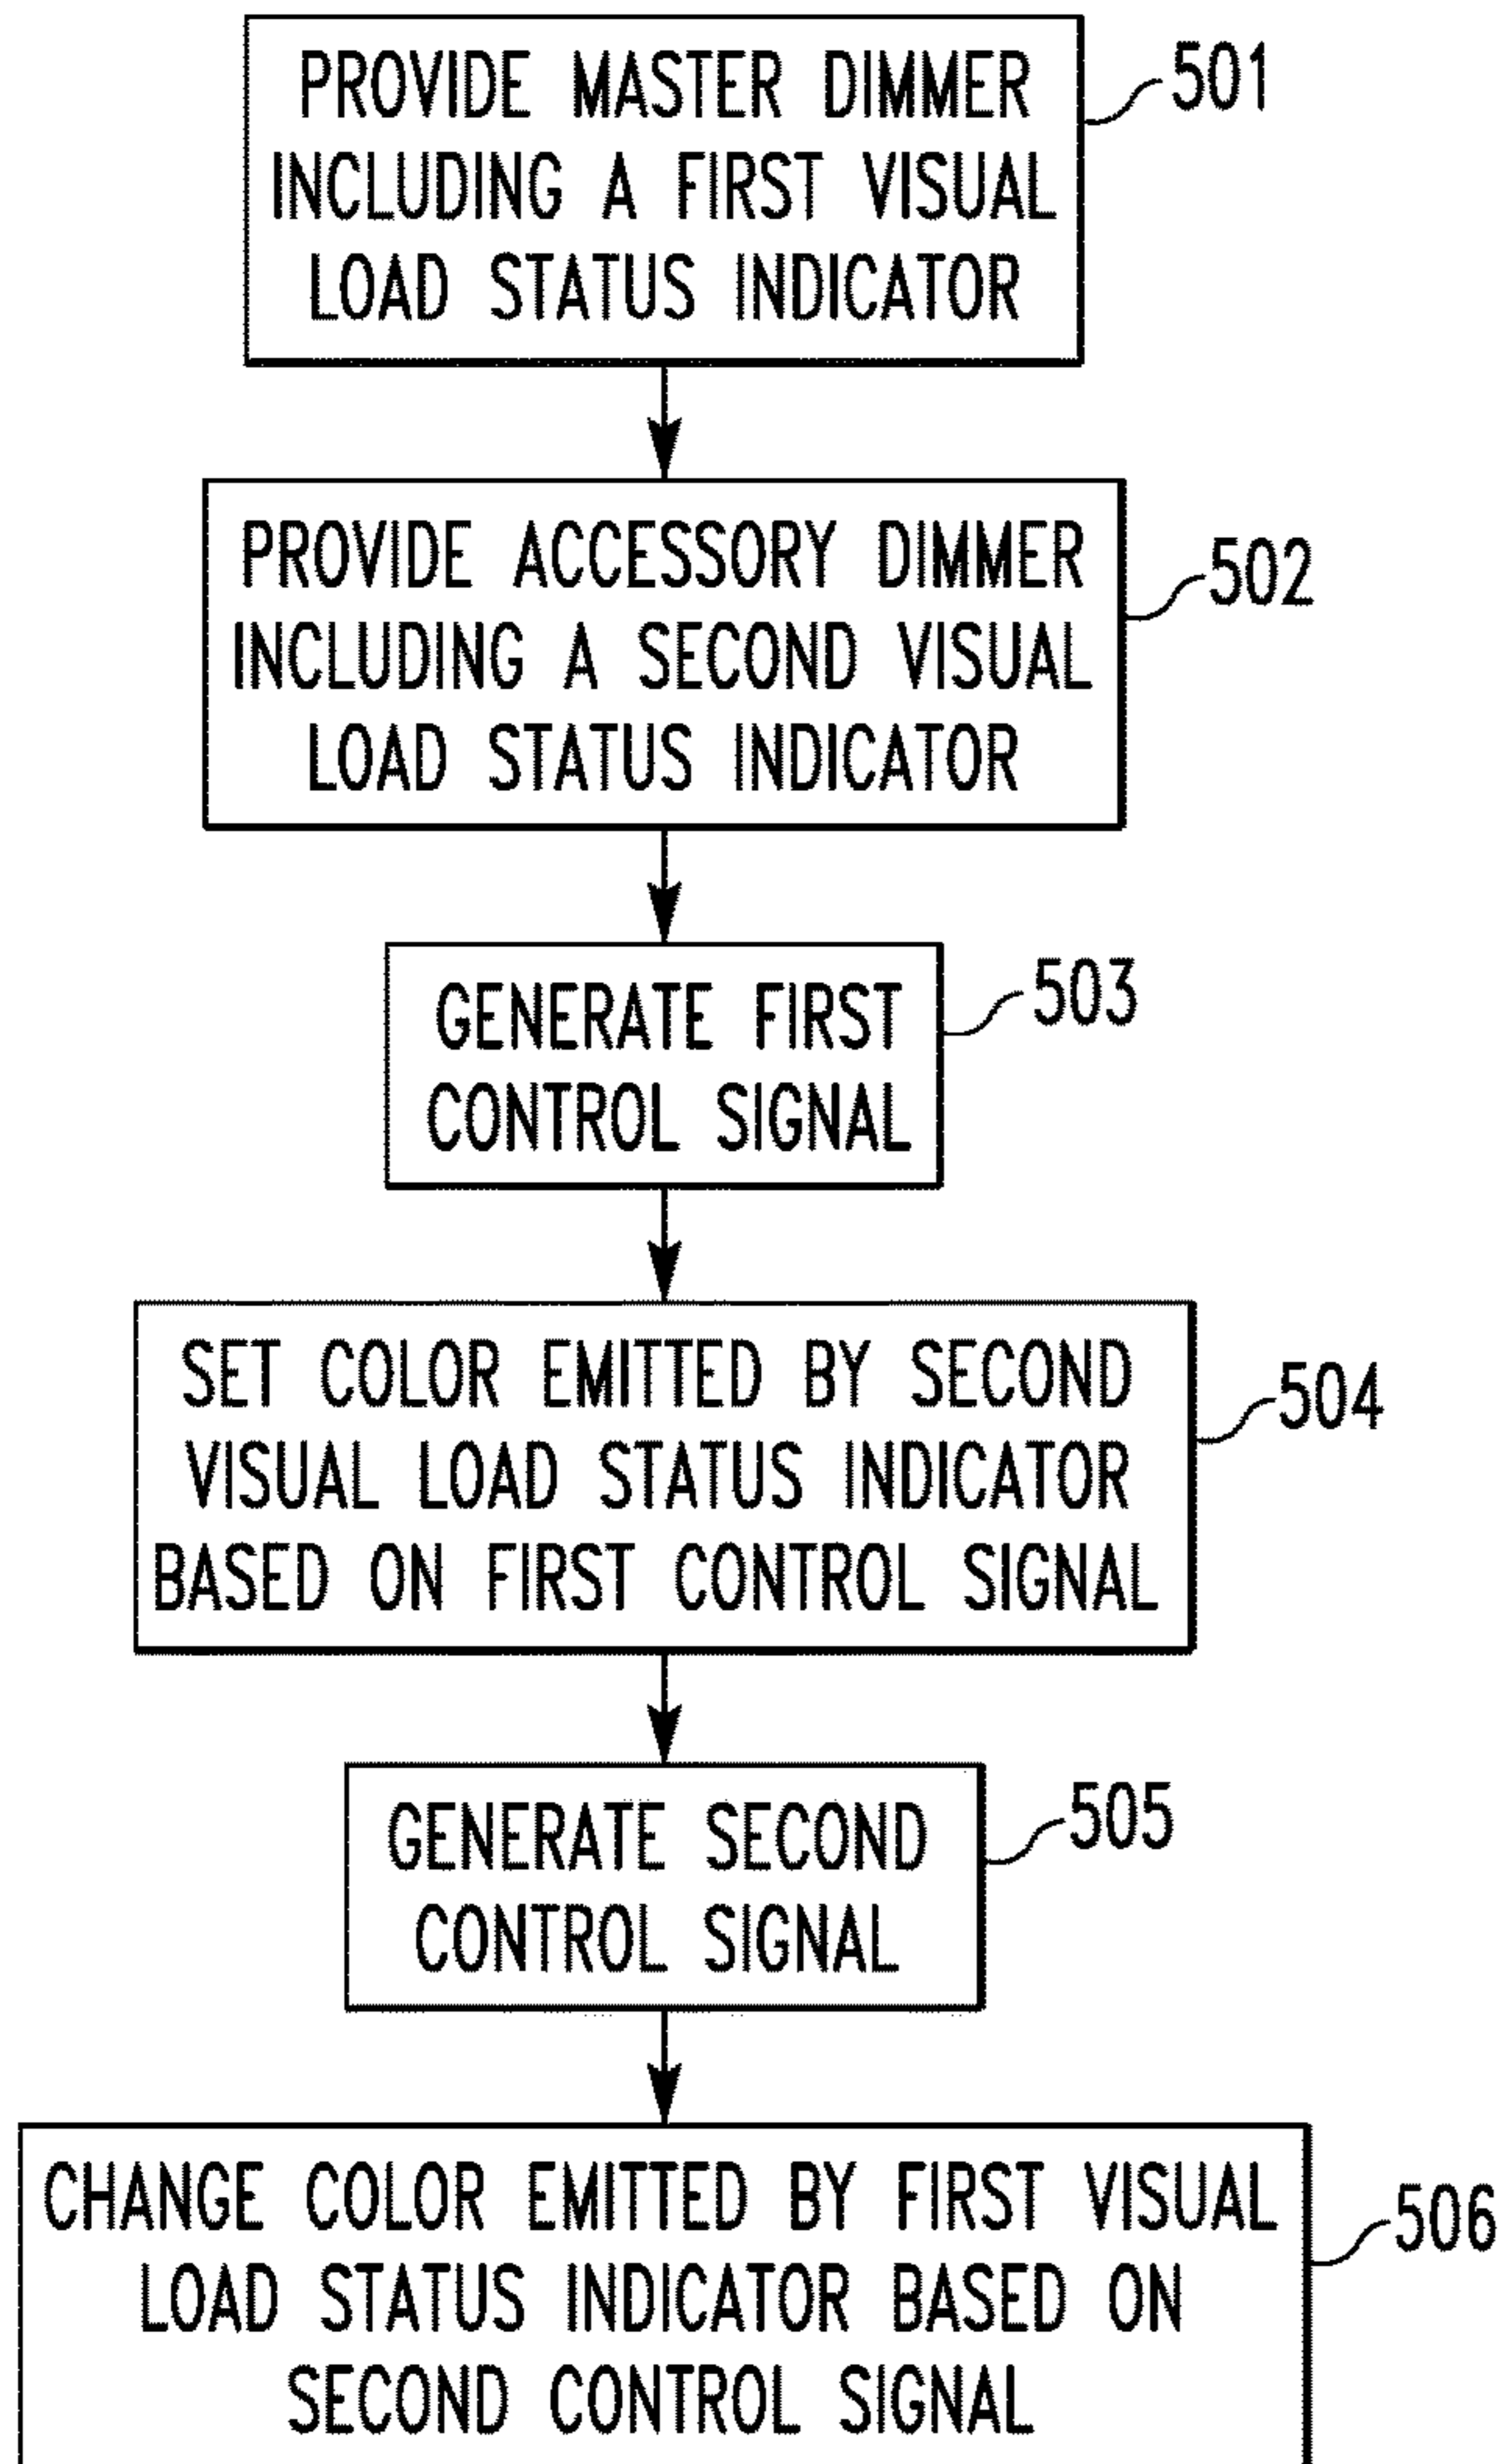 PROVIDE MASTER DIMMER
INCLUDING A FIRST VISUAL
LOAD STATUS INDICATOR
501
PROVIDE ACCESSORY DIMMER
INCLUDING A SECOND VISUAL
LOAD STATUS INDICATOR
502
GENERATE FIRST
CONTROL SIGNAL
503
SET COLOR EMITTED BY SECOND
VISUAL LOAD STATUS INDICATOR
BASED ON FIRST CONTROL SIGNAL
504
GENERATE SECOND
CONTROL SIGNAL
505
CHANGE COLOR EMITTED BY FIRST VISUAL
LOAD STATUS INDICATOR BASED ON
SECOND CONTROL SIGNAL
506